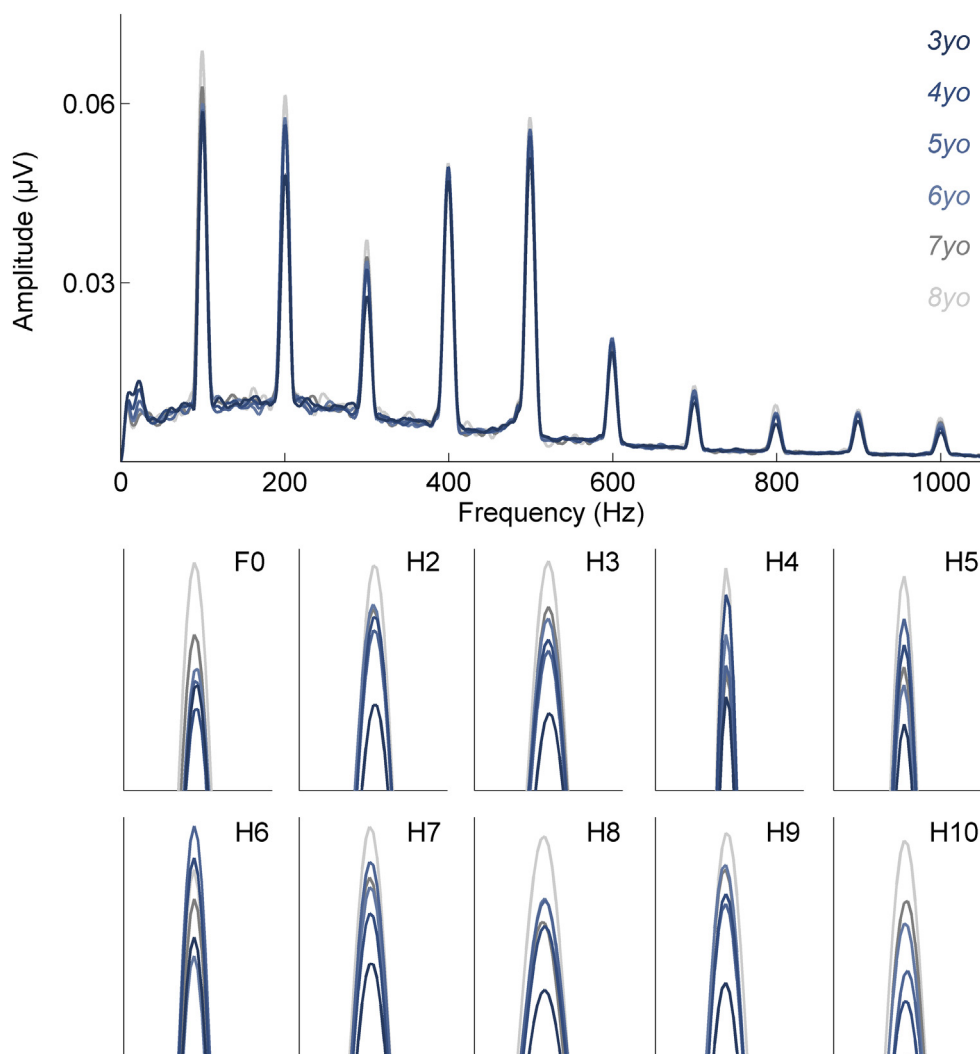 3yo
4yo
5yo
6yo
7yo
8yo
Amplitude (µV)
0.06
0.03
0 200 400 600 800 1000
Frequency (Hz)
F0 H2 H3 H4 H5
H6 H7 H8 H9 H10